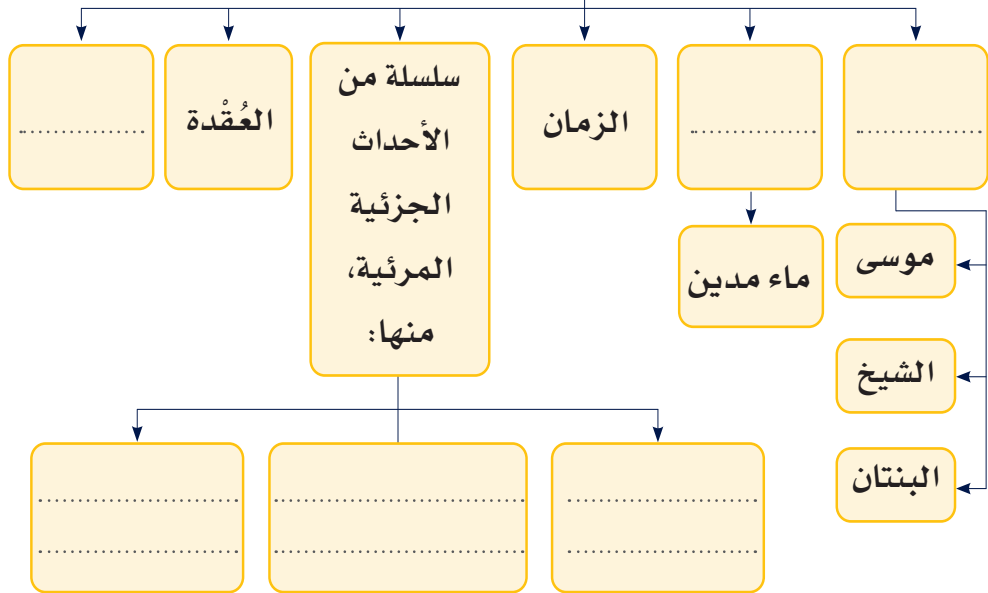 الزمان
سلسلة من
الأحداث
الجزئية
المرئية،
منها:
العُقْدة
ماء مدين
موسى
الشيخ
البنتان